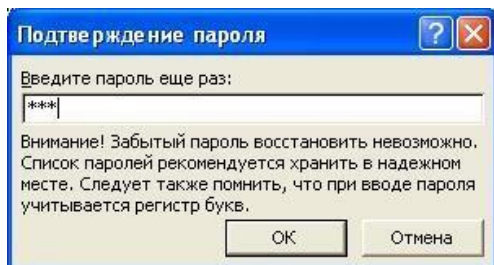 Подтверждение пароля
Введите пароль еще раз:
***
Внимание! Забытый пароль восстановить невозможно.
Список паролей рекомендуется хранить в надежном
месте. Следует также помнить, что при вводе пароля
учитывается регистр букв.
ОК
Отмена